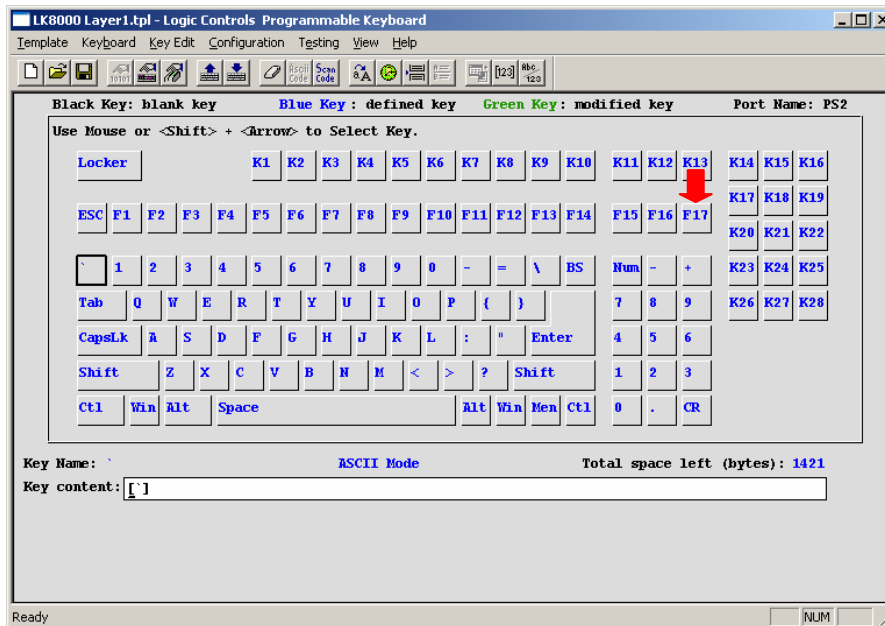 LK8000 Layer1.tpl - Logic Controls Programmable Keyboard
Template Keyboard Key Edit Configuration Testing View Help
10101 Ascii Code Scan Code aA [123] Abc. 123
Black Key: blank key Blue Key : defined key Green Key : modified key Port Name: PS2
Use Mouse or <Shift> + <Arrow> to Select Key.
Locker K1 K2 K3 K4 K5 K6 K7 K8 K9 K10 K11 K12 K13 K14 K15 K16
K17 K18 K19
ESC F1 F2 F3 F4 F5 F6 F7 F8 F9 F10 F11 F12 F13 F14 F15 F16 F17
K20 K21 K22
` 1 2 3 4 5 6 7 8 9 0 - = \ BS Num - + K23 K24 K25
Tab Q W E R T Y U I O P { } 7 8 9 K26 K27 K28
CapsLk A S D F G H J K L : " Enter 4 5 6
Shift Z X C V B N M < > ? Shift 1 2 3
Ctl Win Alt Space Alt Win Men Ctl 0 . CR
Key Name: ` ASCII Mode Total space left (bytes): 1421
Key content: [`]
Ready NUM